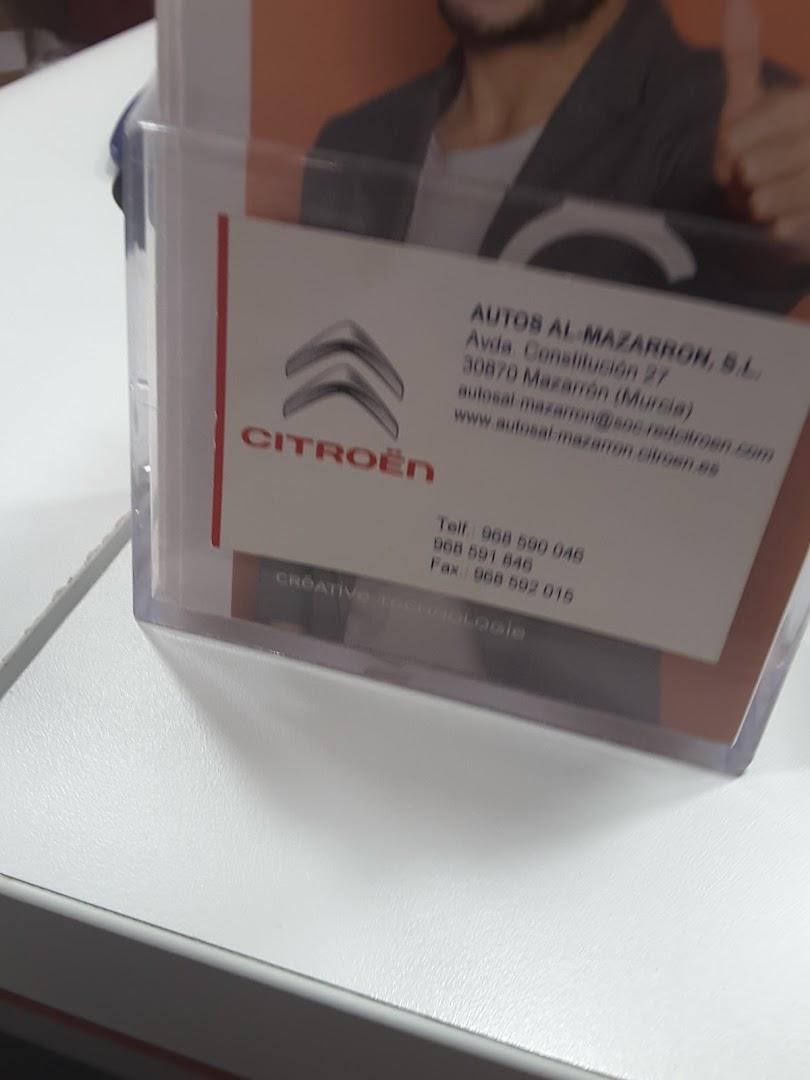 CITROËN
AUTOS AL-MAZARRON, S.L.
Avda. Constitución 27
30870 Mazarrón (Murcia)
autosal-mazarron@soc.redcitroen.com
www.autosal-mazarron.citroen.es
Telf.: 968 590 046
968 591 846
Fax.: 968 592 015
CRÉATIVE TECHNOLOGIE